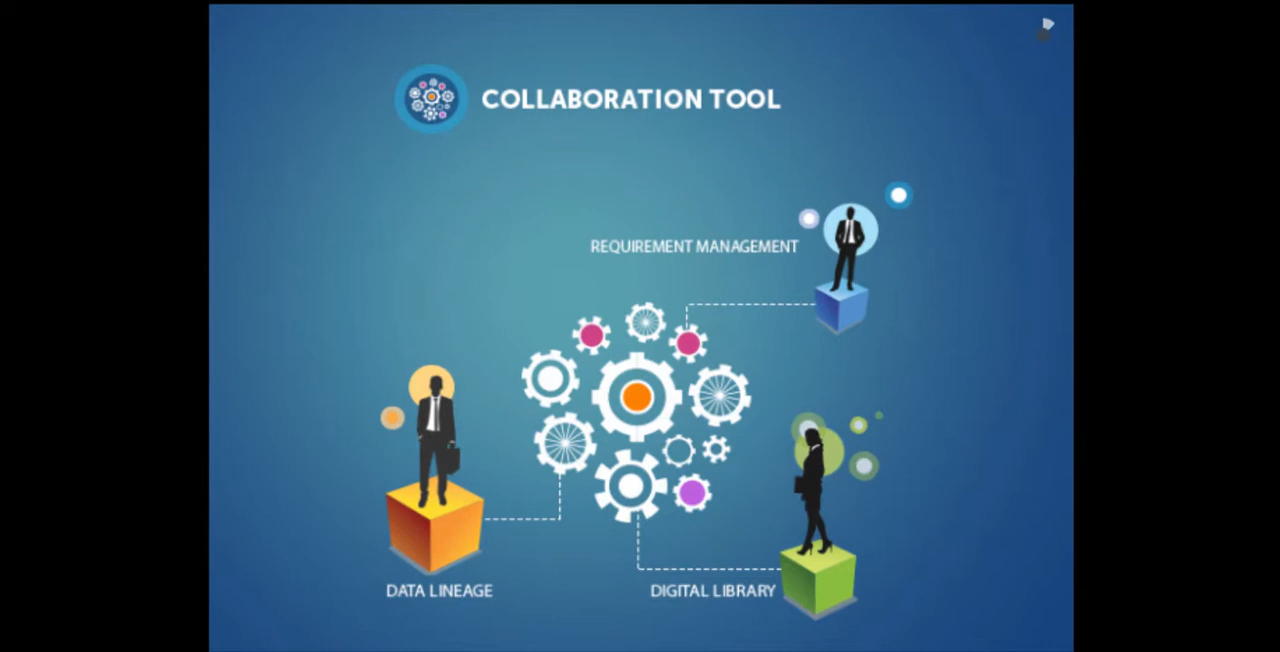 COLLABORATION TOOL
REQUIREMENT MANAGEMENT
DATA LINEAGE
DIGITAL LIBRARY